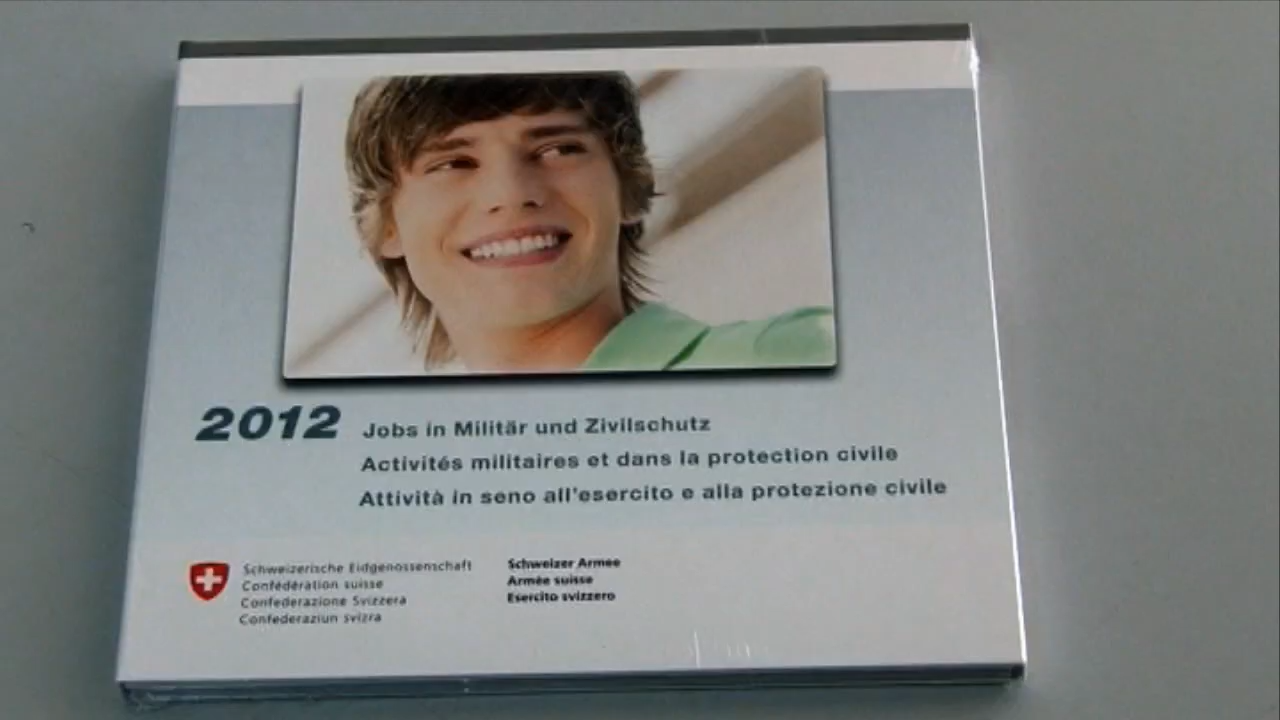 2012 Jobs in Militär und Zivilschutz
Activités militaires et dans la protection civile
Attività in seno all'esercito e alla protezione civile
Schweizerische Eidgenossenschaft
Confédération suisse
Confederazione Svizzera
Confederaziun svizra
Schweizer Armee
Armée suisse
Esercito svizzero